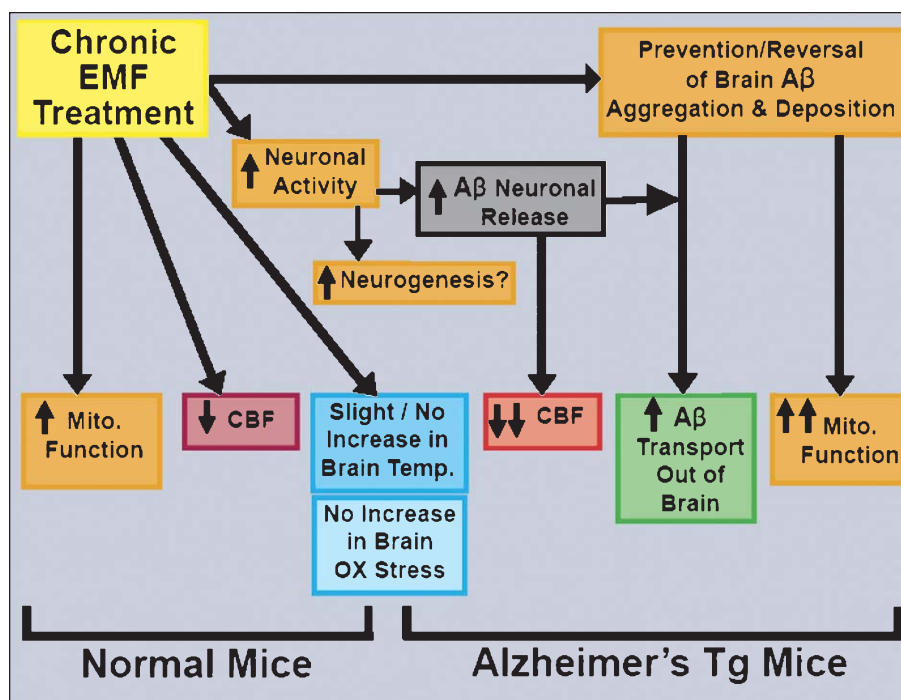 Chronic
EMF
Treatment
Prevention/Reversal
of Brain Aβ
Aggregation & Deposition
↑ Neuronal
Activity
↑ Aβ Neuronal
Release
↑ Neurogenesis?
↑ Mito.
Function
↓ CBF
Slight / No
Increase in
Brain Temp.
No Increase
in Brain
OX Stress
↓↓ CBF
↑ Aβ
Transport
Out of
Brain
↑↑ Mito.
Function
Normal Mice
Alzheimer's Tg Mice